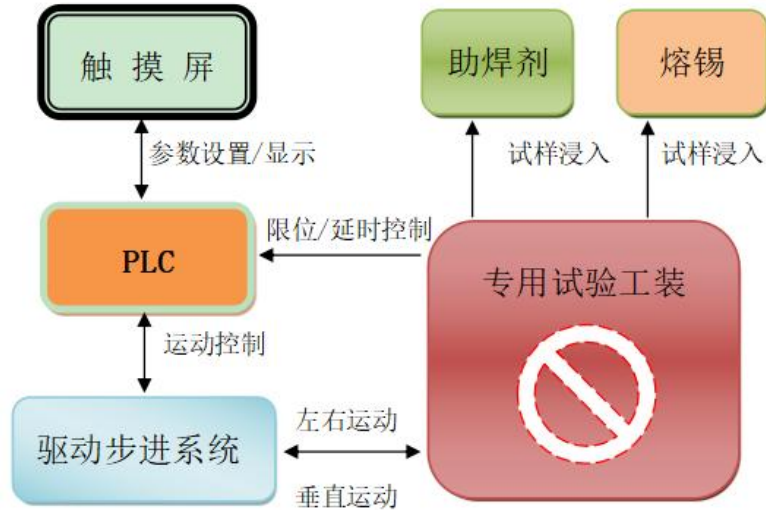 触 摸 屏
助焊剂
熔锡
参数设置/显示
试样浸入
试样浸入
PLC
限位/延时控制
专用试验工装
运动控制
驱动步进系统
左右运动
垂直运动